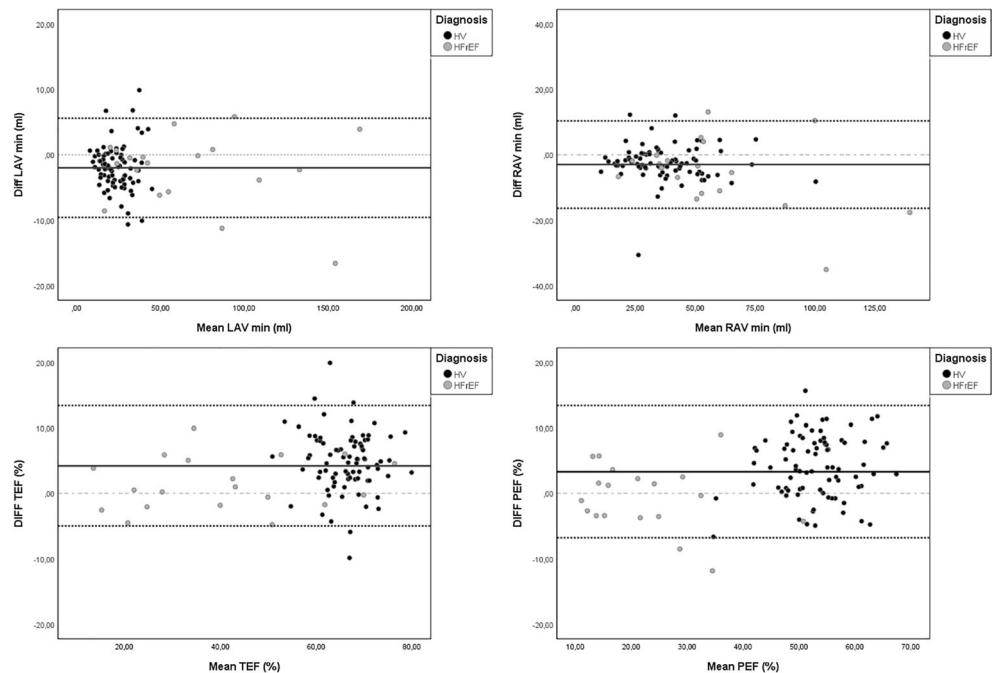 Diagnosis
HV
HFrEF
20,00
10,00
,00
-10,00
-20,00
Diff LAV min (ml)
,00 50,00 100,00 150,00 200,00
Mean LAV min (ml)
Diagnosis
HV
HFrEF
40,00
20,00
,00
-20,00
-40,00
Diff RAV min (ml)
,00 25,00 50,00 75,00 100,00 125,00
Mean RAV min (ml)
Diagnosis
HV
HFrEF
20,00
10,00
,00
-10,00
-20,00
DIFF TEF (%)
20,00 40,00 60,00 80,00
Mean TEF (%)
Diagnosis
HV
HFrEF
20,00
10,00
,00
-10,00
-20,00
DIFF PEF (%)
10,00 20,00 30,00 40,00 50,00 60,00 70,00
Mean PEF (%)